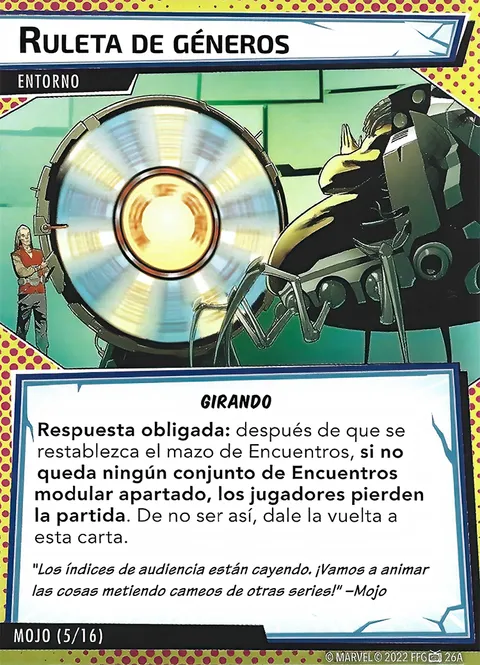 RULETA DE GÉNEROS
ENTORNO
GIRANDO
Respuesta obligada: después de que se
restablezca el mazo de Encuentros, si no
queda ningún conjunto de Encuentros
modular apartado, los jugadores pierden
la partida. De no ser así, dale la vuelta a
esta carta.
"Los índices de audiencia están cayendo. ¡Vamos a animar
las cosas metiendo cameos de otras series!" –Mojo
MOJO (5/16)
© MARVEL © 2022 FFG 26A